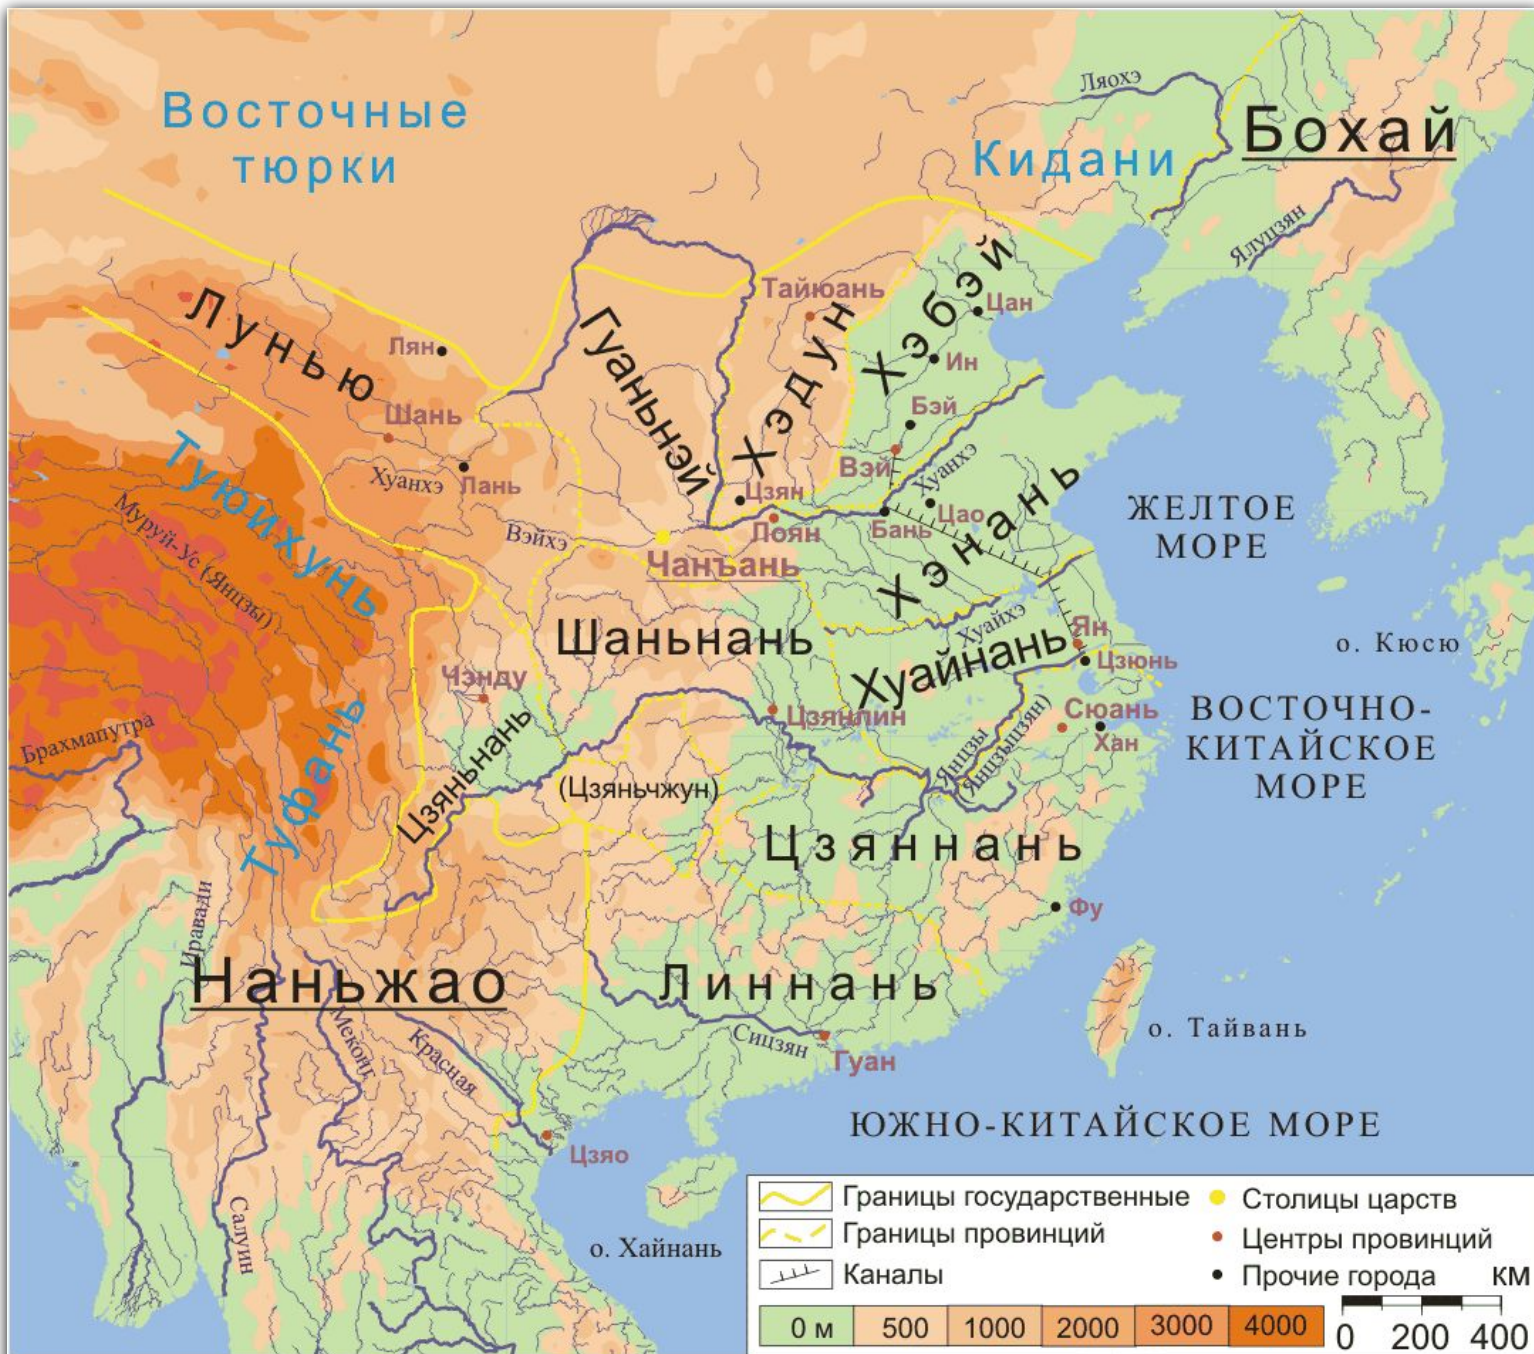 Восточные
тюрки
Ляохэ
Бохай
Кидани
Ялуцзян
Лунью
Гуаньнэй
Тайюань
Хэдун
Хэбэй
Цан
Лян
Ин
Шань
Бэй
Туюйхунь
Хуанхэ
Лань
Вэй
Хуанхэ
Цзян
Цао
Муруй-Ус (Янцзы)
Вэйхэ
Лоян
Бань
Хэнань
ЖЕЛТОЕ
МОРЕ
Чанъань
Шаньнань
Хуайхэ
Ян
о. Кюсю
Хуайнань
Цзюнь
Чэнду
Цзянлин
Сюань
Хан
ВОСТОЧНО-
КИТАЙСКОЕ
МОРЕ
Брахмапутра
Туфань
Цзяньнань
(Цзяньчжун)
Янцзы
(Янцзыцзян)
Цзяннань
Фу
Иравади
Наньжао
Линнань
Меконг
Красная
Сицзян
Гуан
о. Тайвань
ЮЖНО-КИТАЙСКОЕ МОРЕ
Цзяо
Салуин
о. Хайнань
Границы государственные
Столицы царств
Границы провинций
Центры провинций
Каналы
Прочие города
км
0 м 500 1000 2000 3000 4000
0 200 400